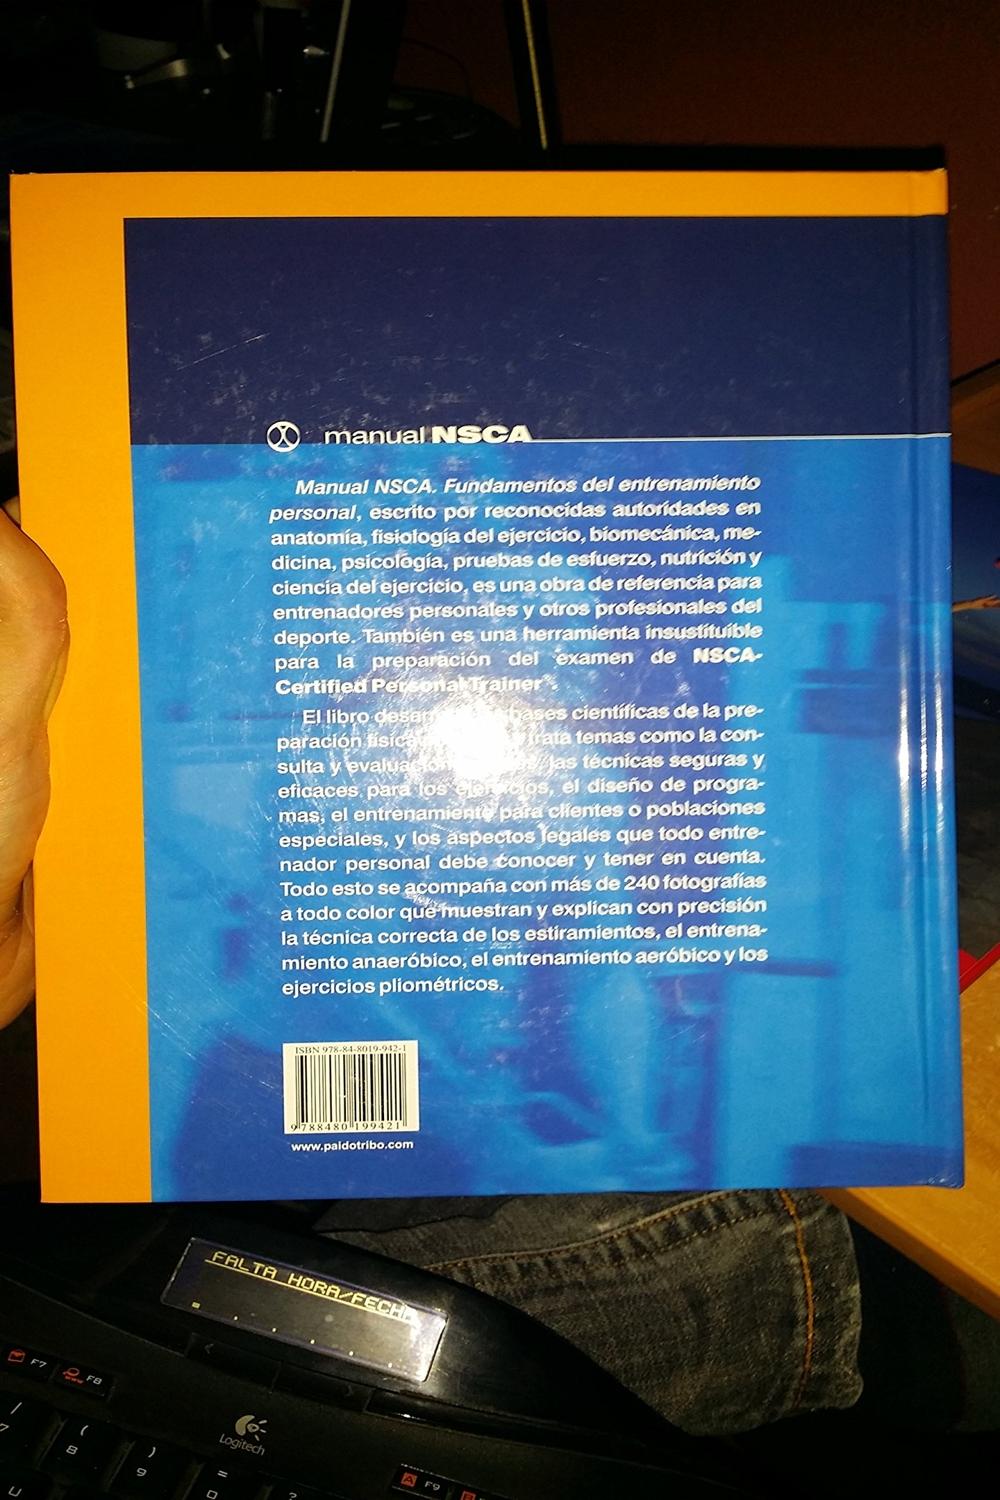 manual NSCA
Manual NSCA. Fundamentos del entrenamiento
personal, escrito por reconocidas autoridades en
anatomía, fisiología del ejercicio, biomecánica, me-
dicina, psicología, pruebas de esfuerzo, nutrición y
ciencia del ejercicio, es una obra de referencia para
entrenadores personales y otros profesionales del
deporte. También es una herramienta insustituible
para la preparación del examen de NSCA-
Certified Personal Trainer
El libro bases científicas de la pre-
paración física trata temas como la con-
sulta y evaluación las técnicas seguras y
eficaces para los ejercicios, el diseño de progra-
mas, el entrenamiento para clientes o poblaciones
especiales, y los aspectos legales que todo entre-
nador personal debe conocer y tener en cuenta.
Todo esto se acompaña con más de 240 fotografías
a todo color que muestran y explican con precisión
la técnica correcta de los estiramientos, el entrena-
miento anaeróbico, el entrenamiento aeróbico y los
ejercicios pliométricos.
ISBN 978-84-8019-942-1
9 788480 199421
www.paidotribo.com
FALTA HORA/FECHA
F7
F8
Logitech
/
7
(
8
)
9
=
0
?
U
A F9